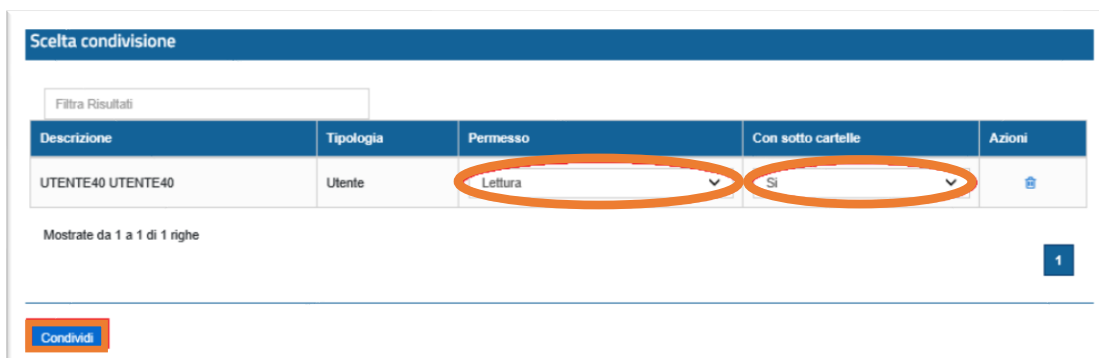 Scelta condivisione
Filtra Risultati
Descrizione Tipologia Permesso Con sotto cartelle Azioni
UTENTE40 UTENTE40 Utente Lettura Si
Mostrate da 1 a 1 di 1 righe
1
Condividi